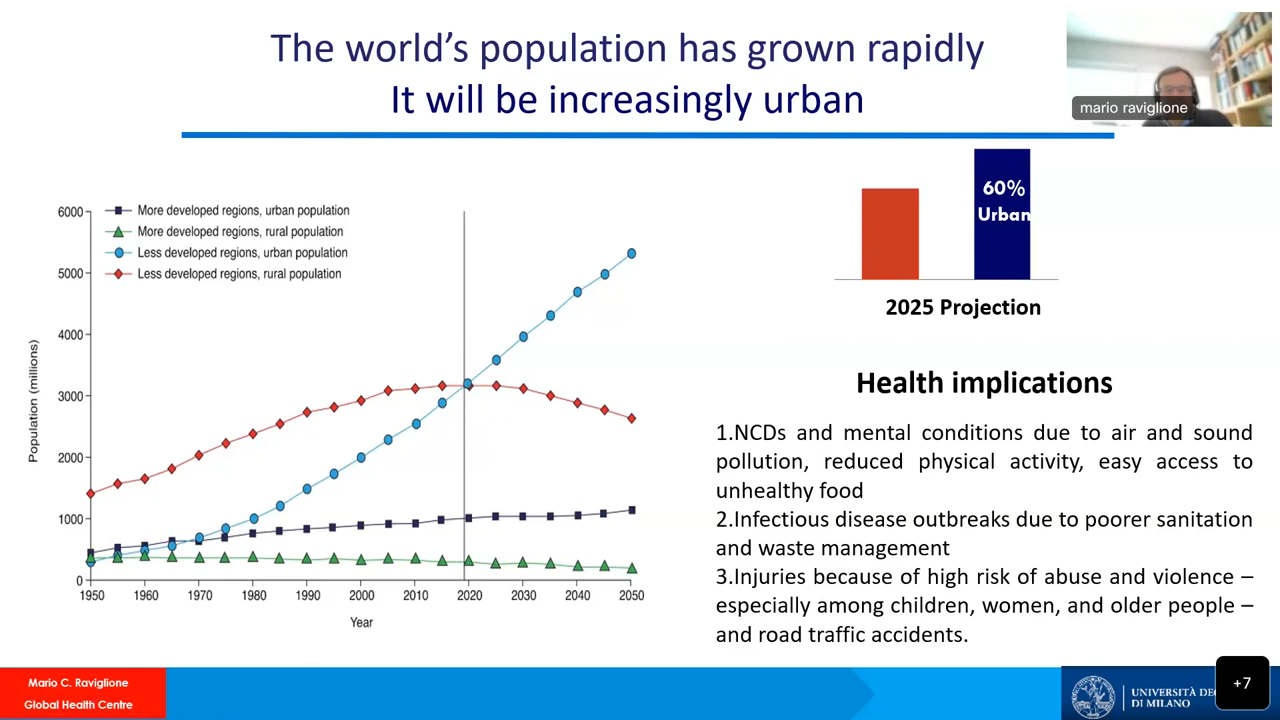 The world’s population has grown rapidly
It will be increasingly urban
mario raviglione
More developed regions, urban population
More developed regions, rural population
Less developed regions, urban population
Less developed regions, rural population
Population (millions)
6000
5000
4000
3000
2000
1000
0
1950 1960 1970 1980 1990 2000 2010 2020 2030 2040 2050
Year
60%
Urban
2025 Projection
Health implications
1.NCDs and mental conditions due to air and sound
pollution, reduced physical activity, easy access to
unhealthy food
2.Infectious disease outbreaks due to poorer sanitation
and waste management
3.Injuries because of high risk of abuse and violence –
especially among children, women, and older people –
and road traffic accidents.
Mario C. Raviglione
Global Health Centre
UNIVERSITÀ
DI MILANO
+7